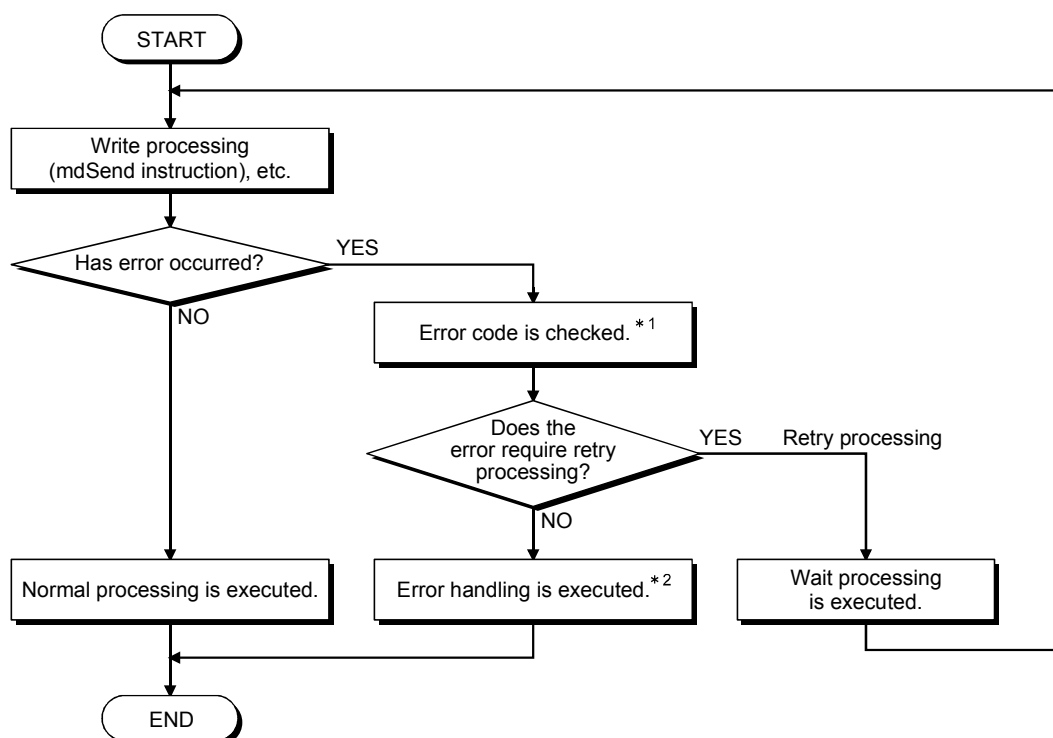 START
Write processing
(mdSend instruction), etc.
Has error occurred?
YES
NO
Error code is checked.*1
Does the
error require retry
processing?
YES
Retry processing
NO
Normal processing is executed.
Error handling is executed.*2
Wait processing
is executed.
END